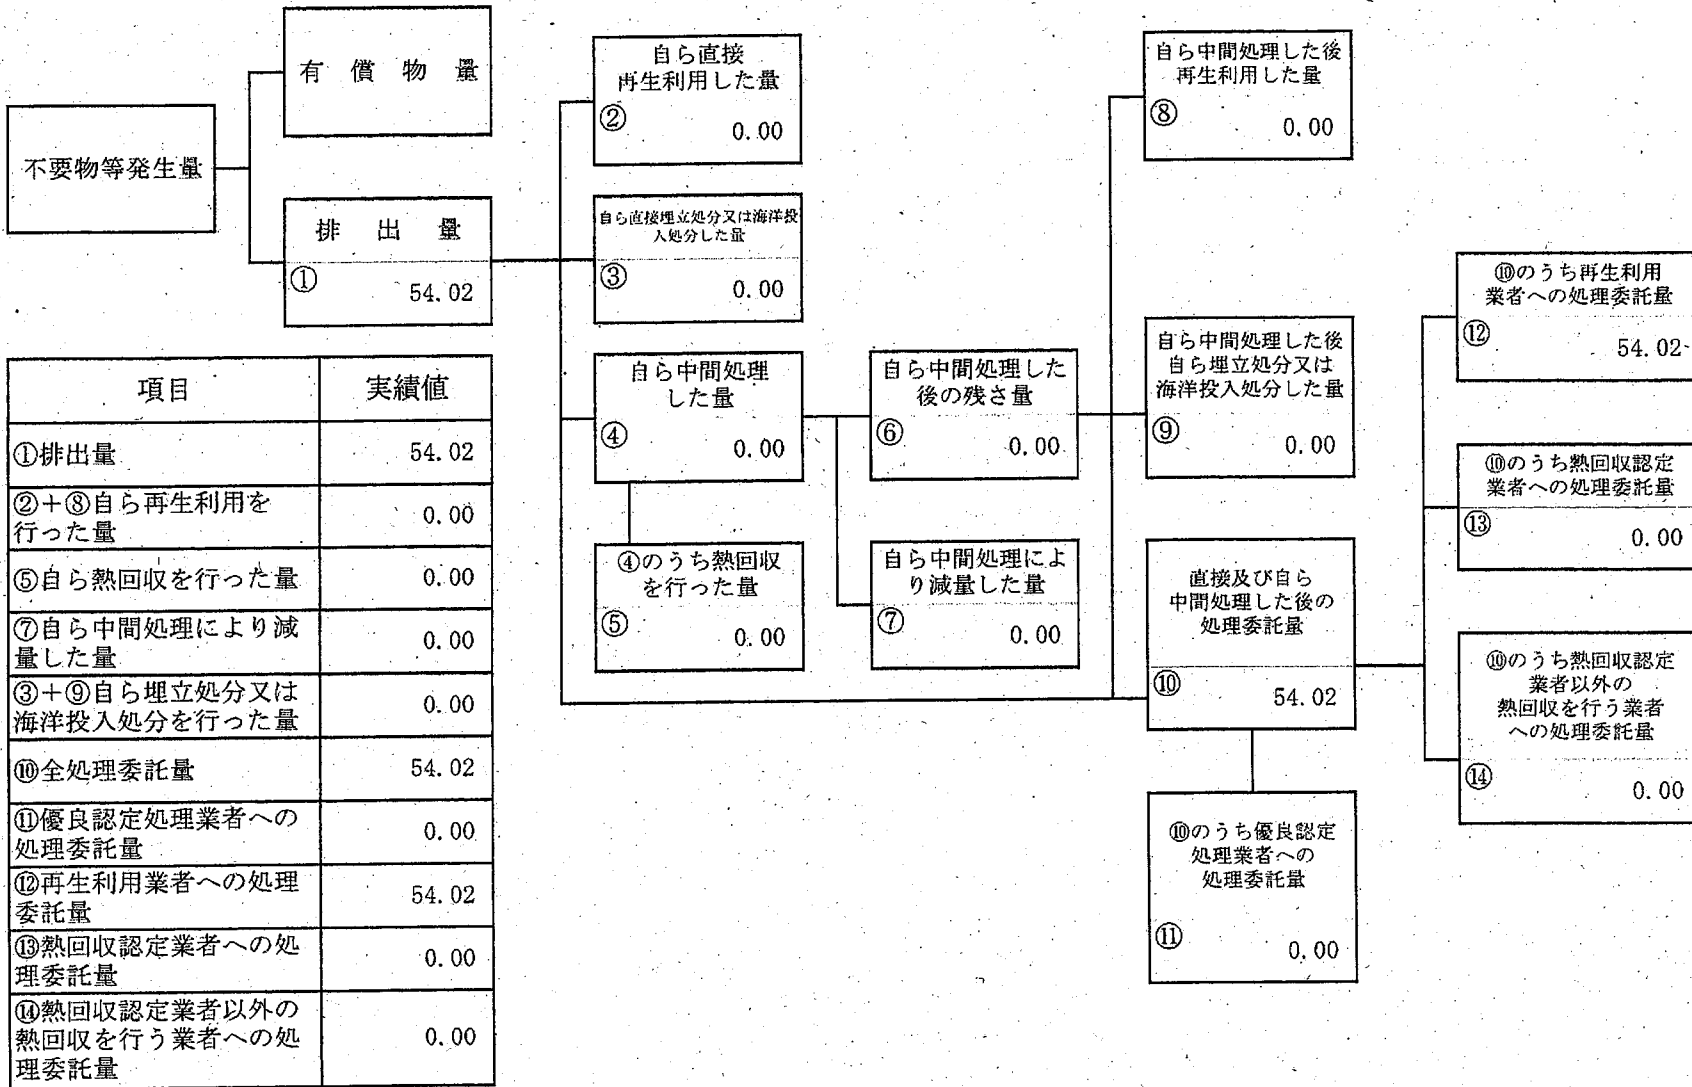 不要物等発生量
有償物量
排出量
①
54.02
自ら直接
再生利用した量
②
0.00
自ら直接埋立処分又は海洋投
入処分した量
③
0.00
自ら中間処理
した量
④
0.00
④のうち熱回収
を行った量
⑤
0.00
自ら中間処理した
後の残さ量
⑥
0.00
自ら中間処理によ
り減量した量
⑦
0.00
自ら中間処理した後
再生利用した量
⑧
0.00
自ら中間処理した後
自ら埋立処分又は
海洋投入処分した量
⑨
0.00
直接及び自ら
中間処理した後の
処理委託量
⑩
54.02
⑩のうち優良認定
処理業者への
処理委託量
⑪
0.00
⑩のうち再生利用
業者への処理委託量
⑫
54.02
⑩のうち熱回収認定
業者への処理委託量
⑬
0.00
⑩のうち熱回収認定
業者以外の
熱回収を行う業者
への処理委託量
⑭
0.00
項目 実績値
①排出量 54.02
②+⑧自ら再生利用を
行った量 0.00
⑤自ら熱回収を行った量 0.00
⑦自ら中間処理により減
量した量 0.00
③+⑨自ら埋立処分又は
海洋投入処分を行った量 0.00
⑩全処理委託量 54.02
⑪優良認定処理業者への
処理委託量 0.00
⑫再生利用業者への処理
委託量 54.02
⑬熱回収認定業者への処
理委託量 0.00
⑭熱回収認定業者以外の
熱回収を行う業者への処
理委託量 0.00